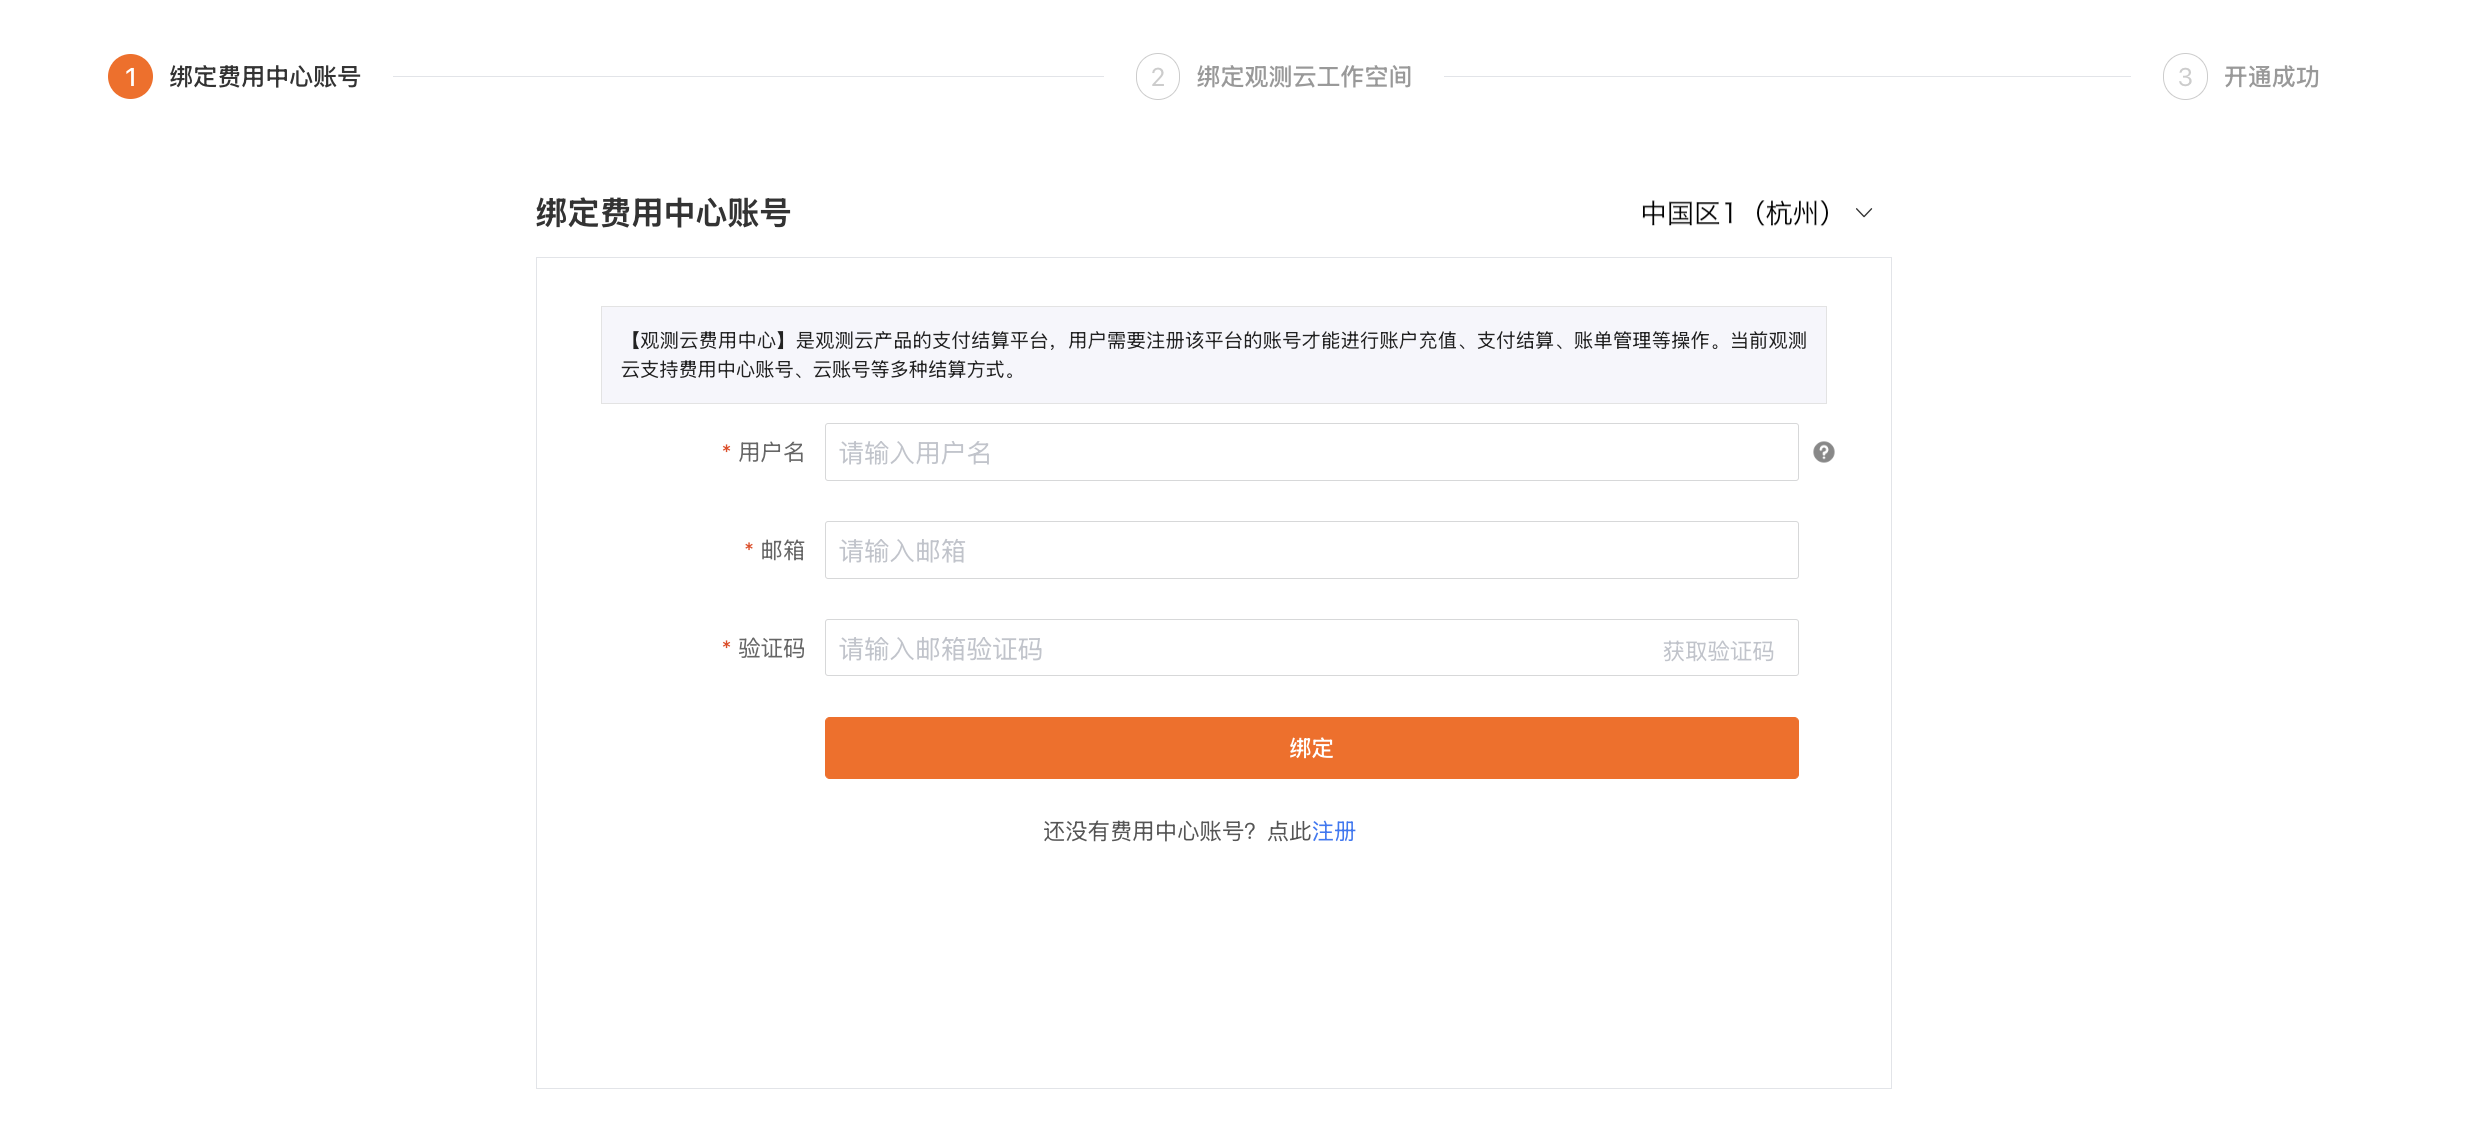 1 绑定费用中心账号
2 绑定观测云工作空间
3 开通成功
绑定费用中心账号
中国区1（杭州）
【观测云费用中心】是观测云产品的支付结算平台，用户需要注册该平台的账号才能进行账户充值、支付结算、账单管理等操作。当前观测
云支持费用中心账号、云账号等多种结算方式。
* 用户名 请输入用户名 ?
* 邮箱 请输入邮箱
* 验证码 请输入邮箱验证码 获取验证码
绑定
还没有费用中心账号？点此注册